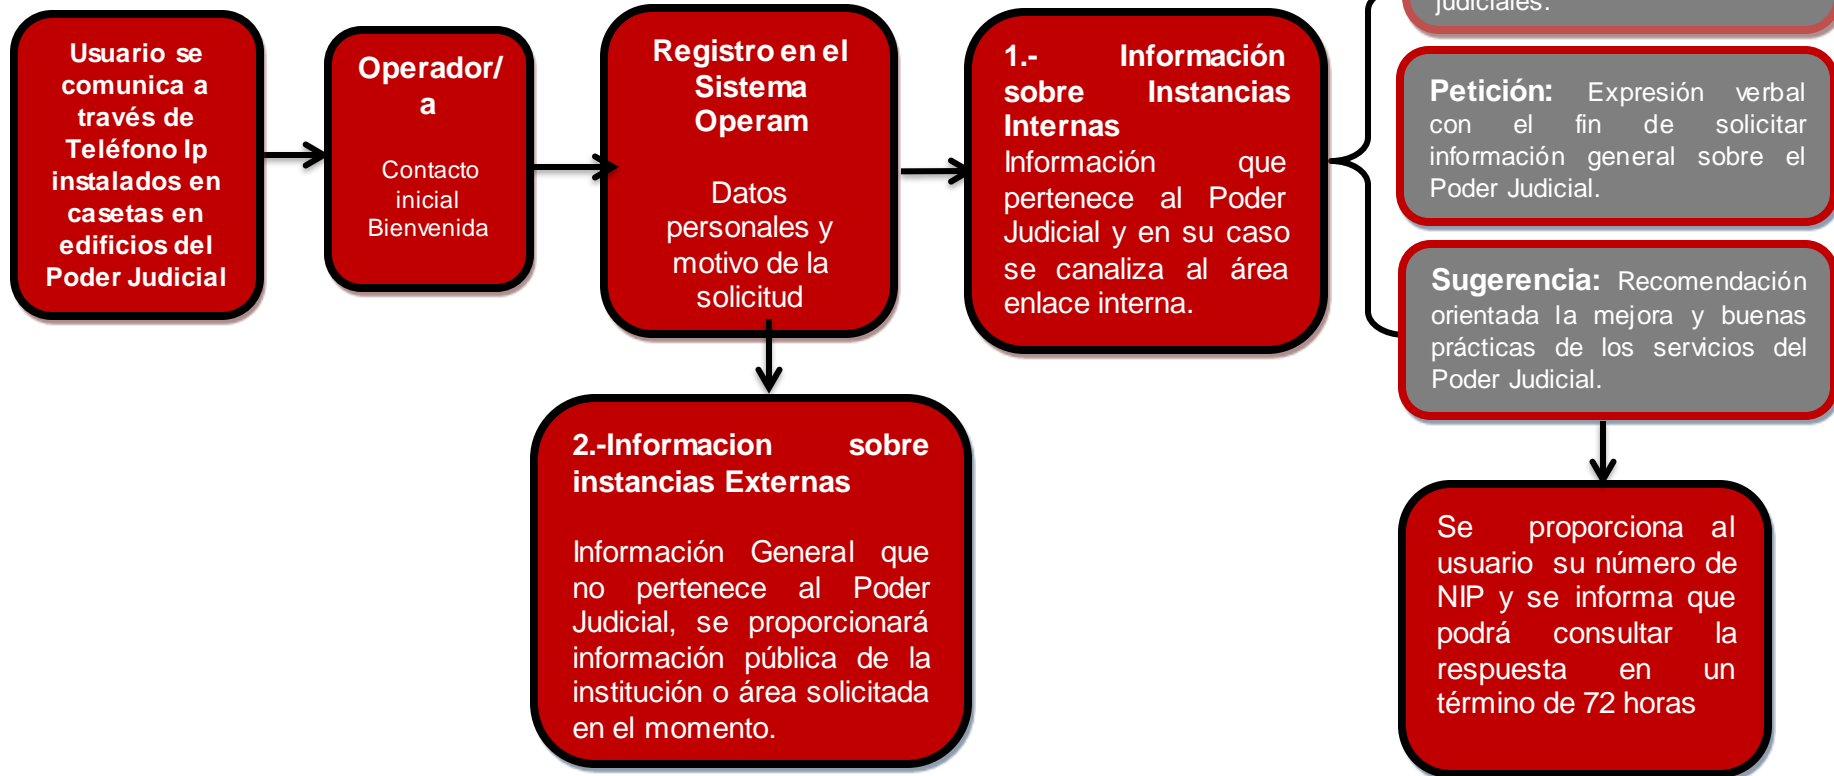 Usuario se
comunica a
través de
Teléfono Ip
instalados en
casetas en
edificios del
Poder Judicial
Operador/
a
Contacto
inicial
Bienvenida
Registro en el
Sistema
Operam
Datos
personales y
motivo de la
solicitud
1.- Información
sobre Instancias
Internas
Información que
pertenece al Poder
Judicial y en su caso
se canaliza al área
enlace interna.
judiciales.
Petición: Expresión verbal
con el fin de solicitar
información general sobre el
Poder Judicial.
Sugerencia: Recomendación
orientada la mejora y buenas
prácticas de los servicios del
Poder Judicial.
2.-Informacion sobre
instancias Externas
Información General que
no pertenece al Poder
Judicial, se proporcionará
información pública de la
institución o área solicitada
en el momento.
Se proporciona al
usuario su número de
NIP y se informa que
podrá consultar la
respuesta en un
término de 72 horas